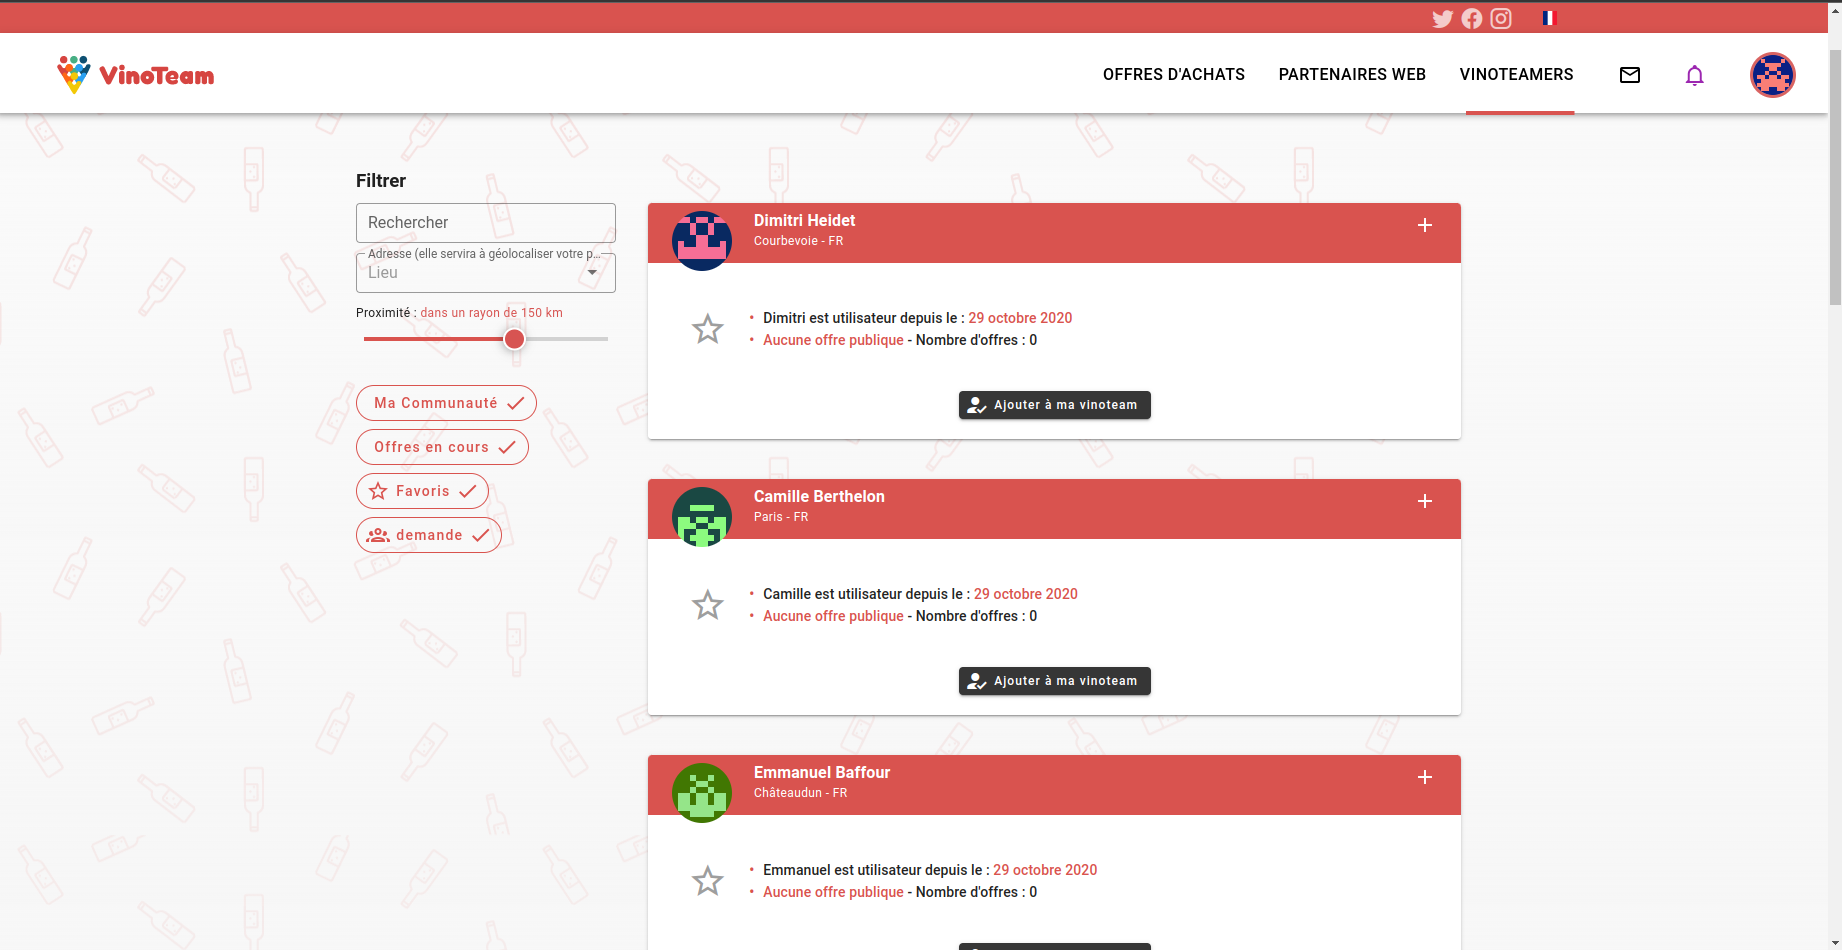 VinoTeam
OFFRES D'ACHATS
PARTENAIRES WEB
VINOTEAMERS
Filtrer
Rechercher
Adresse (elle servira à géolocaliser votre p...
Lieu
Proximité : dans un rayon de 150 km
Ma Communauté
Offres en cours
Favoris
demande
Dimitri Heidet
Courbevoie - FR
Dimitri est utilisateur depuis le : 29 octobre 2020
Aucune offre publique - Nombre d'offres : 0
Ajouter à ma vinoteam
Camille Berthelon
Paris - FR
Camille est utilisateur depuis le : 29 octobre 2020
Aucune offre publique - Nombre d'offres : 0
Ajouter à ma vinoteam
Emmanuel Baffour
Châteaudun - FR
Emmanuel est utilisateur depuis le : 29 octobre 2020
Aucune offre publique - Nombre d'offres : 0